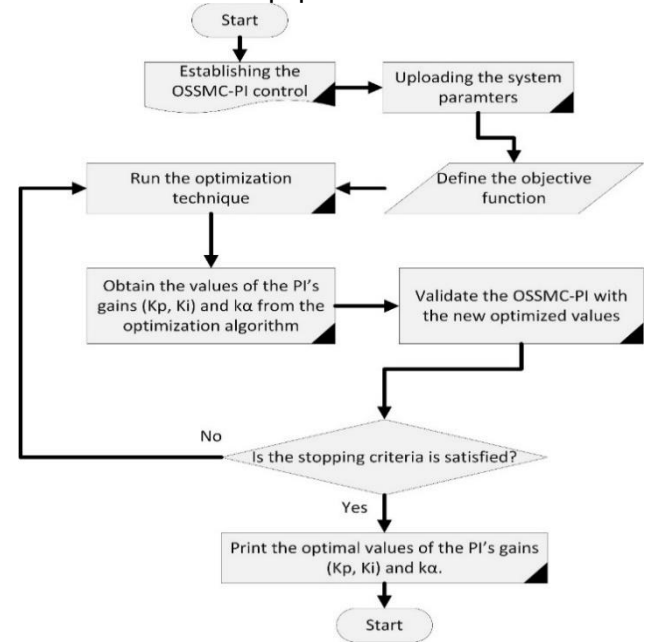 Start
Establishing the
OSSMC-PI control
Uploading the system
paramters
Define the objective
function
Run the optimization
technique
Obtain the values of the PI's
gains (Kp, Ki) and kα from the
optimization algorithm
Validate the OSSMC-PI with
the new optimized values
Is the stopping criteria is satisfied?
No
Yes
Print the optimal values of the PI's gains
(Kp, Ki) and kα.
Start